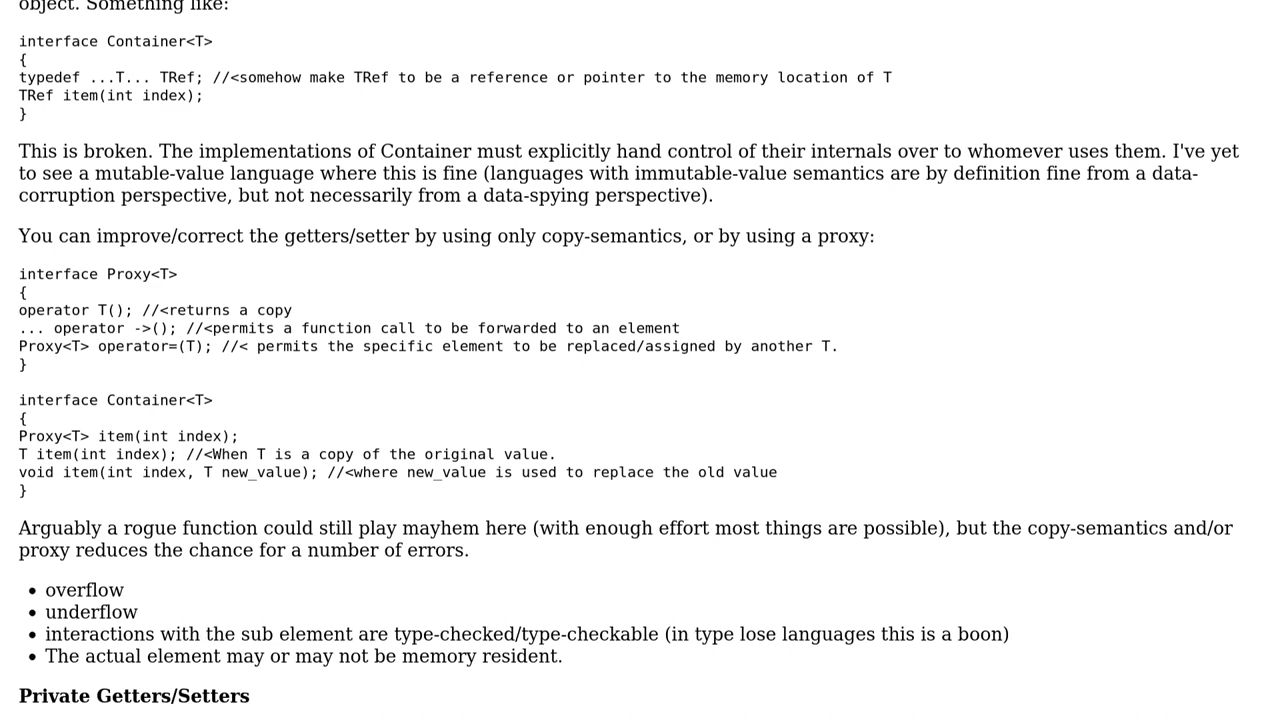 object. Something like:
interface Container<T>
{
typedef ...T... TRef; //<somehow make TRef to be a reference or pointer to the memory location of T
TRef item(int index);
}
This is broken. The implementations of Container must explicitly hand control of their internals over to whomever uses them. I've yet
to see a mutable-value language where this is fine (languages with immutable-value semantics are by definition fine from a data-
corruption perspective, but not necessarily from a data-spying perspective).
You can improve/correct the getters/setter by using only copy-semantics, or by using a proxy:
interface Proxy<T>
{
operator T(); //<returns a copy
... operator ->(); //<permits a function call to be forwarded to an element
Proxy<T> operator=(T); //< permits the specific element to be replaced/assigned by another T.
}
interface Container<T>
{
Proxy<T> item(int index);
T item(int index); //<When T is a copy of the original value.
void item(int index, T new_value); //<where new_value is used to replace the old value
}
Arguably a rogue function could still play mayhem here (with enough effort most things are possible), but the copy-semantics and/or
proxy reduces the chance for a number of errors.
• overflow
• underflow
• interactions with the sub element are type-checked/type-checkable (in type lose languages this is a boon)
• The actual element may or may not be memory resident.
Private Getters/Setters